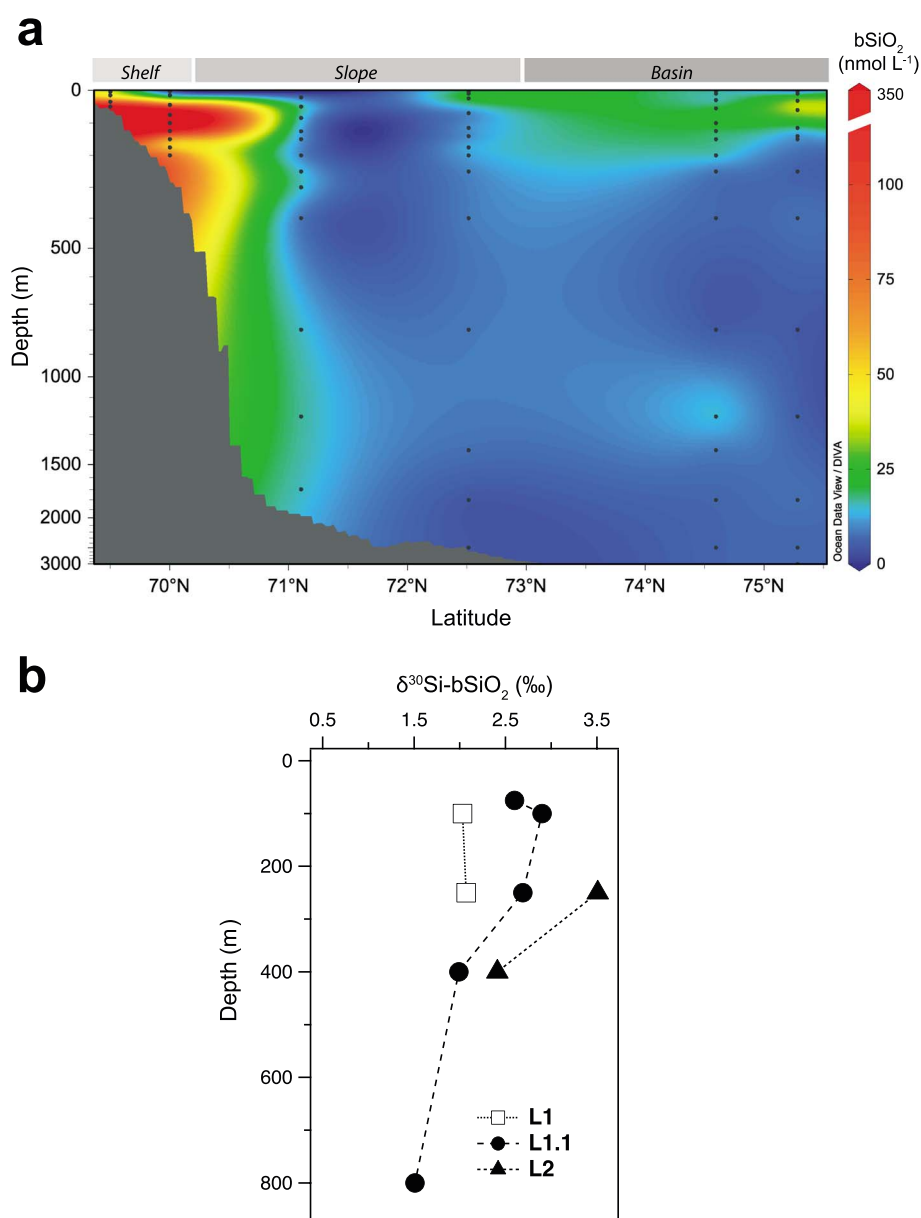 a
bSiO2
(nmol L-1)
Shelf
Slope
Basin
0
500
1000
1500
2000
3000
Depth (m)
350
100
75
50
25
0
Ocean Data View / DIVA
70°N
71°N
72°N
73°N
74°N
75°N
Latitude
b
δ30Si-bSiO2 (‰)
0.5
1.5
2.5
3.5
0
200
400
600
800
Depth (m)
L1
L1.1
L2